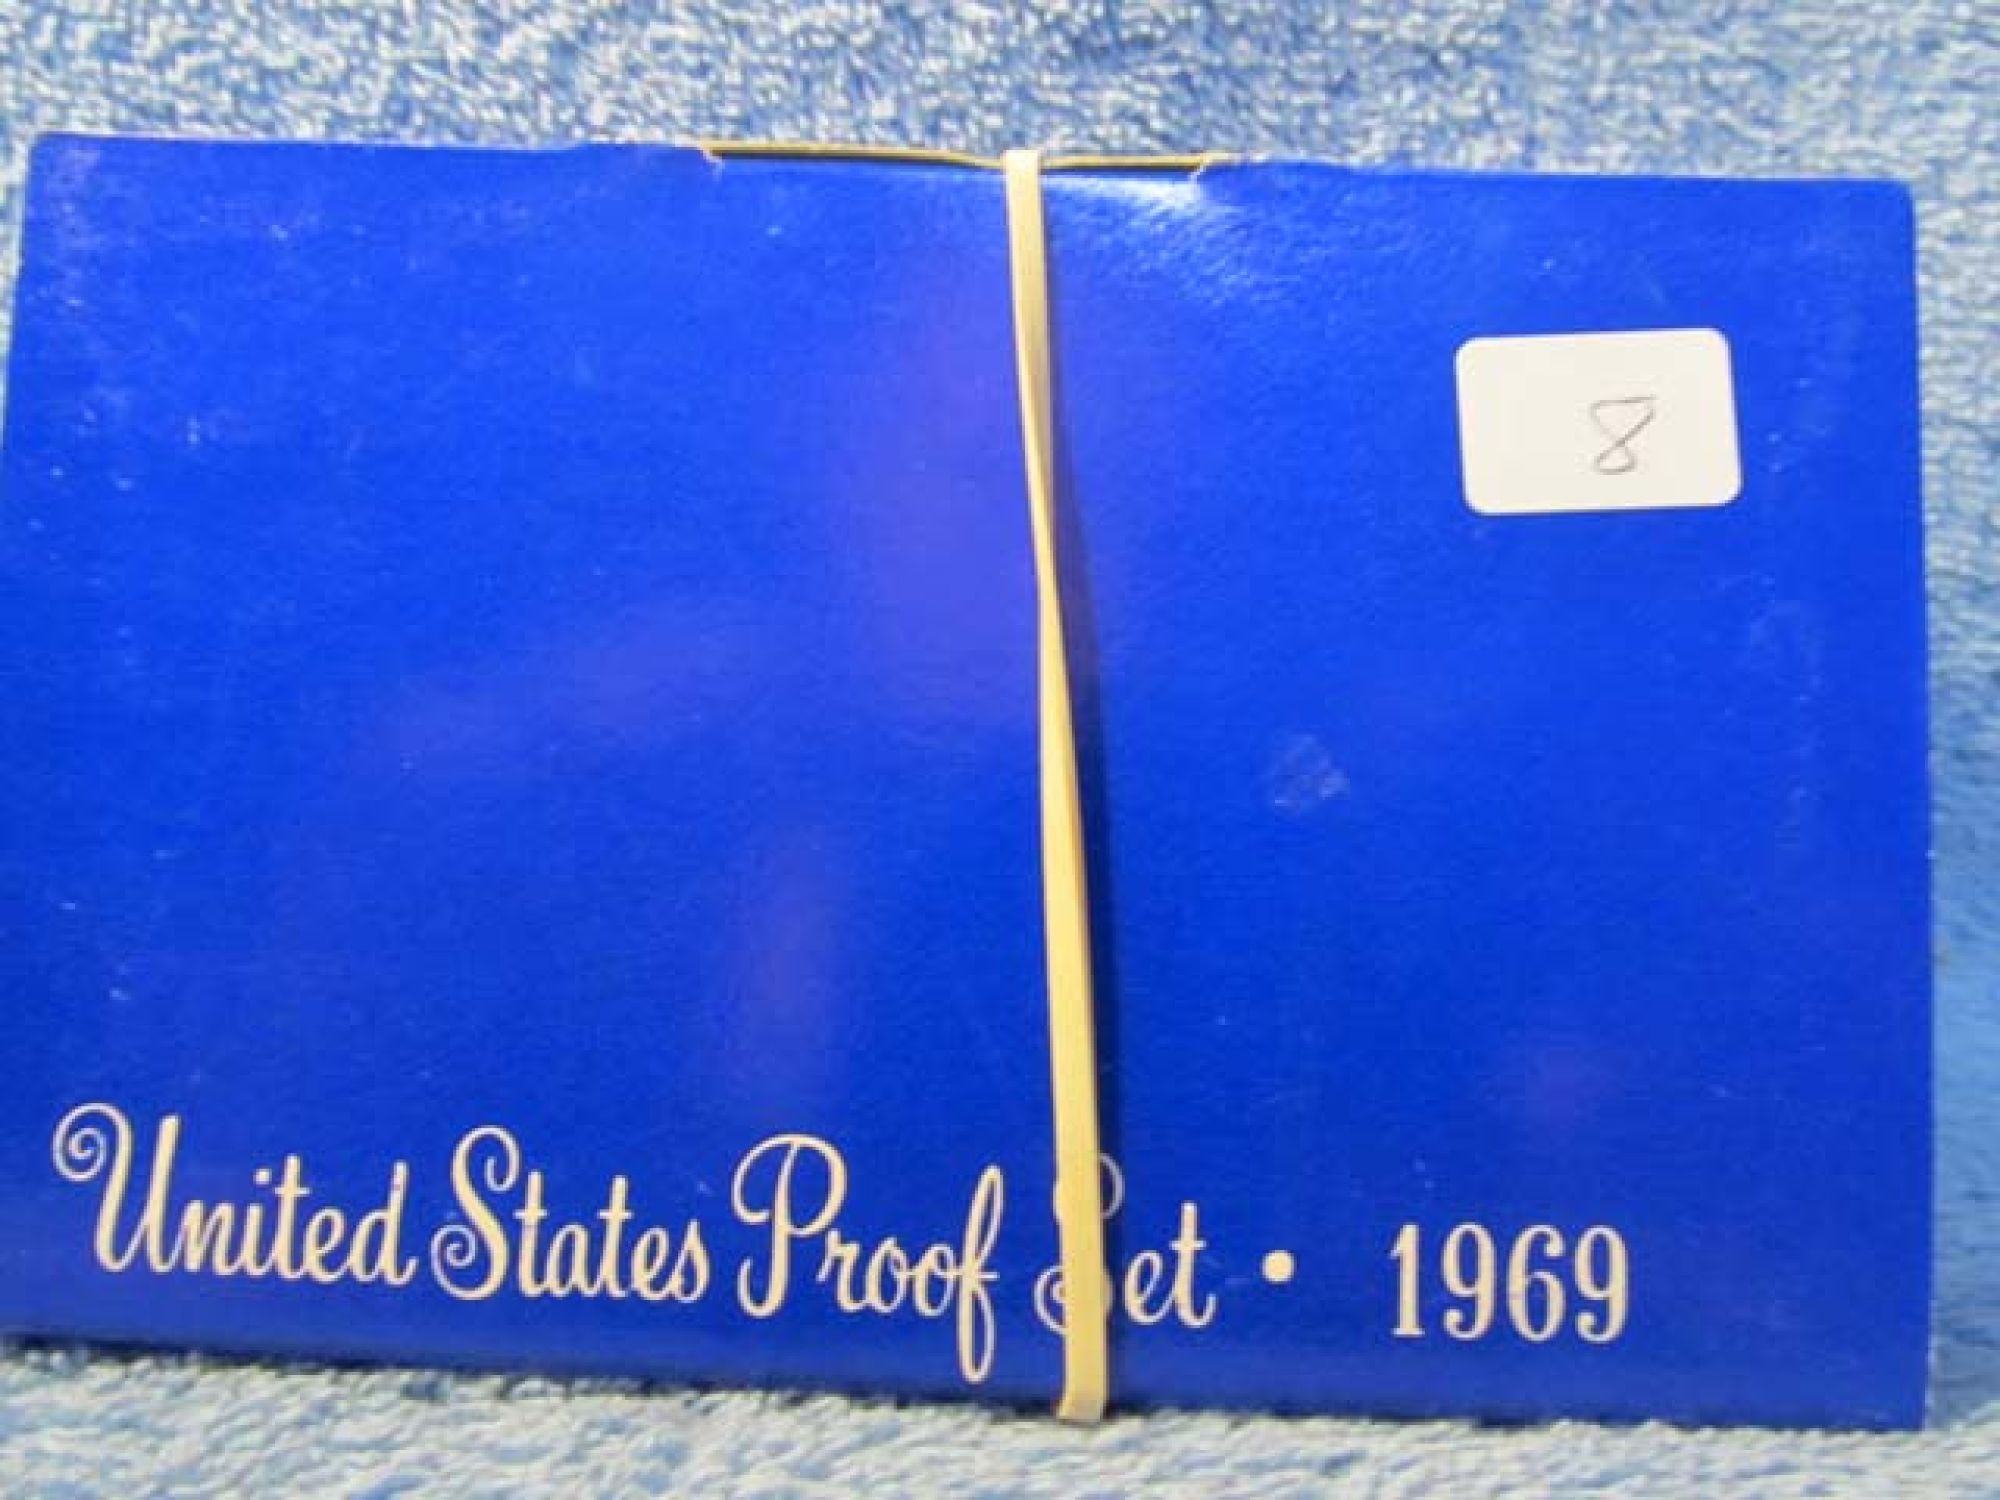 8
United States Proof Set • 1969